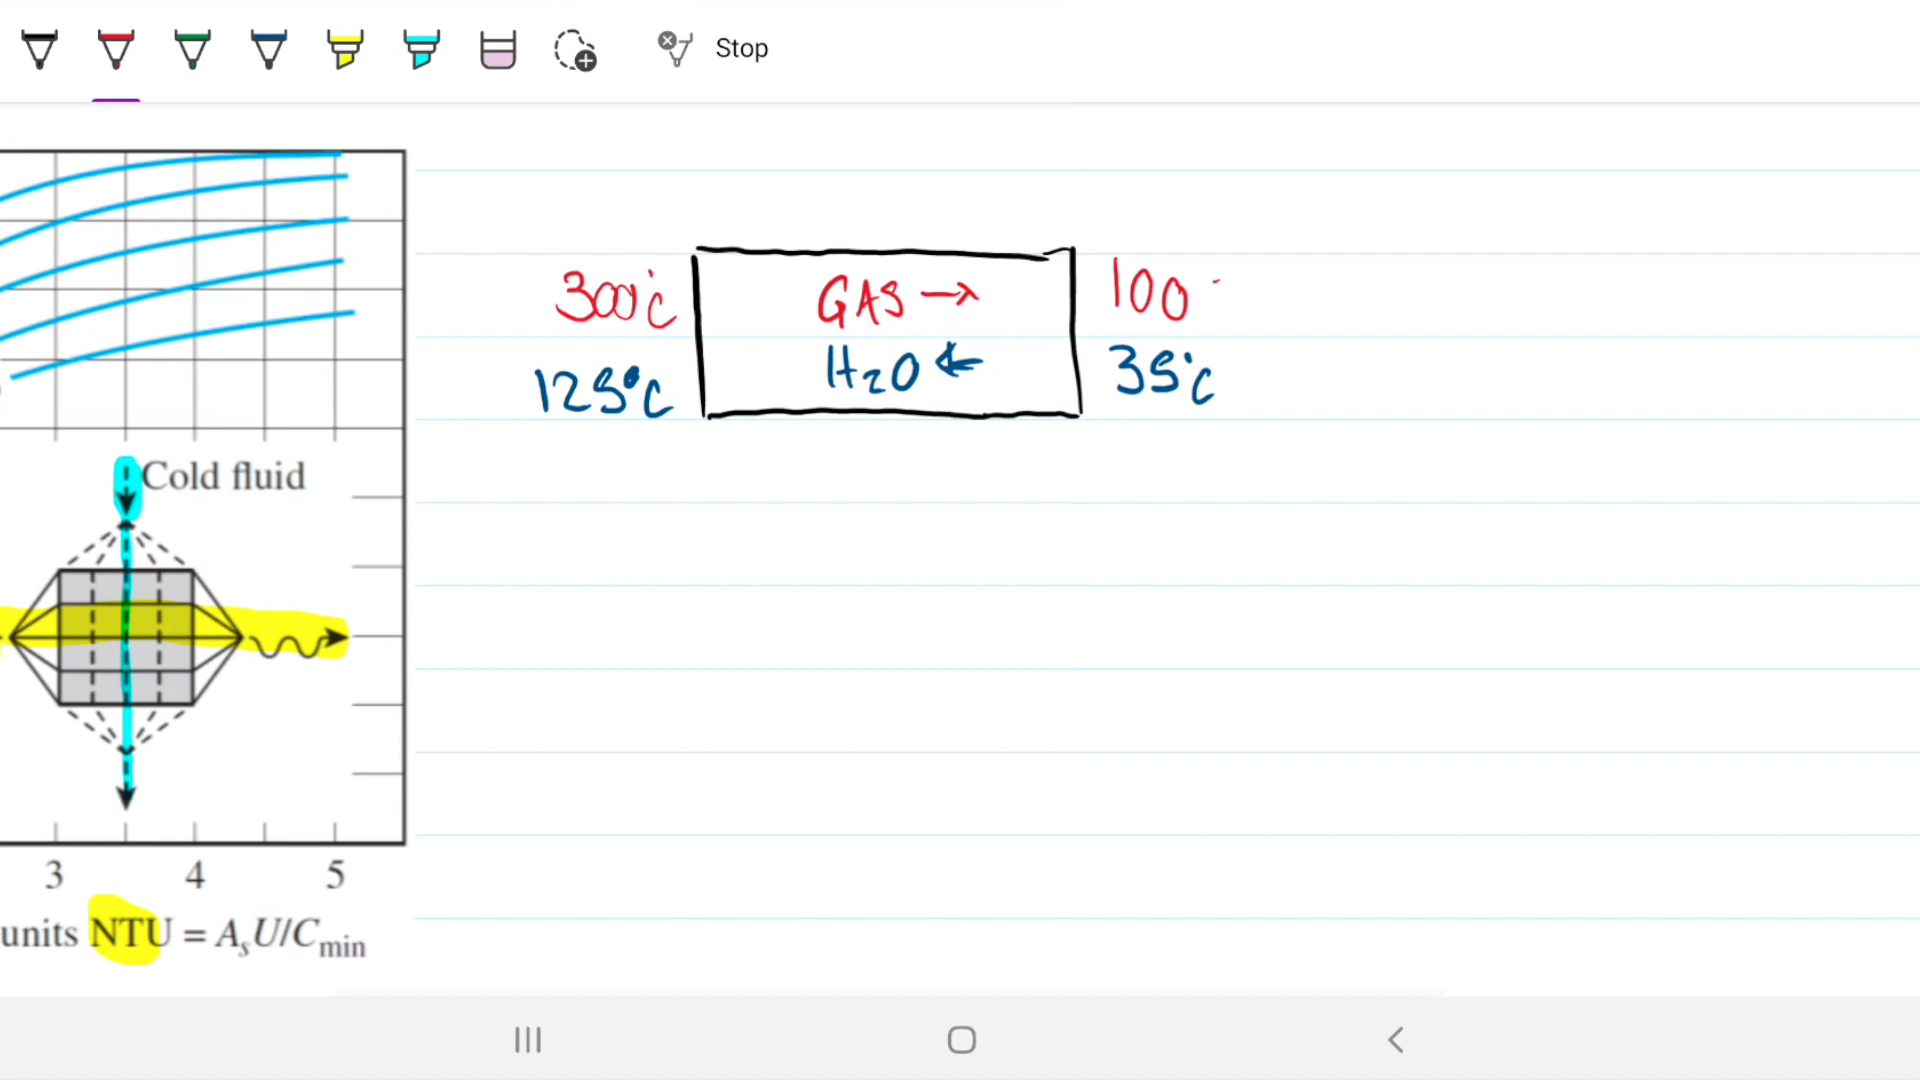 Stop
300°C GAS → 100
125°C H₂O ← 35°C
Cold fluid
3 4 5
units NTU = AₛU/Cmin